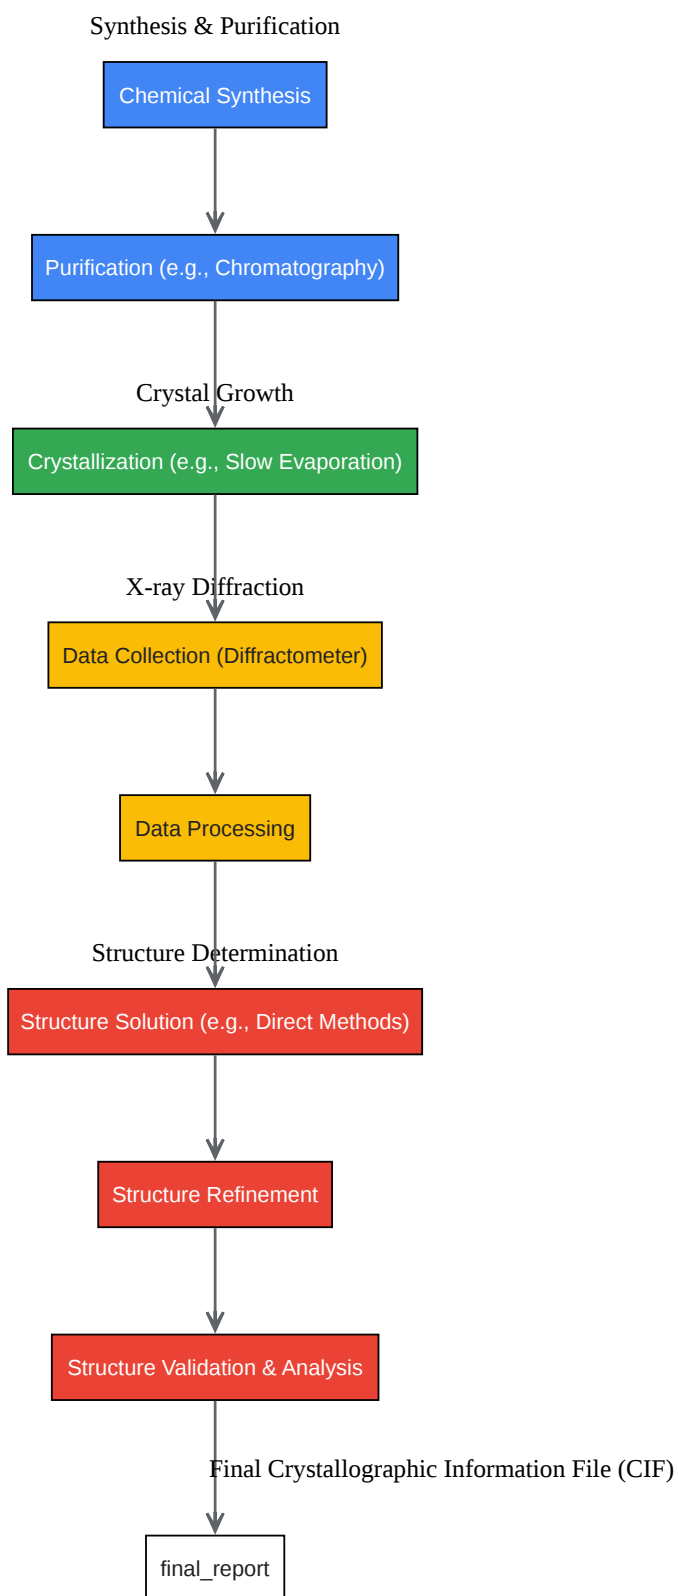 Synthesis & Purification
Chemical Synthesis
Purification (e.g., Chromatography)
Crystal Growth
Crystallization (e.g., Slow Evaporation)
X-ray Diffraction
Data Collection (Diffractometer)
Data Processing
Structure Determination
Structure Solution (e.g., Direct Methods)
Structure Refinement
Structure Validation & Analysis
Final Crystallographic Information File (CIF)
final_report